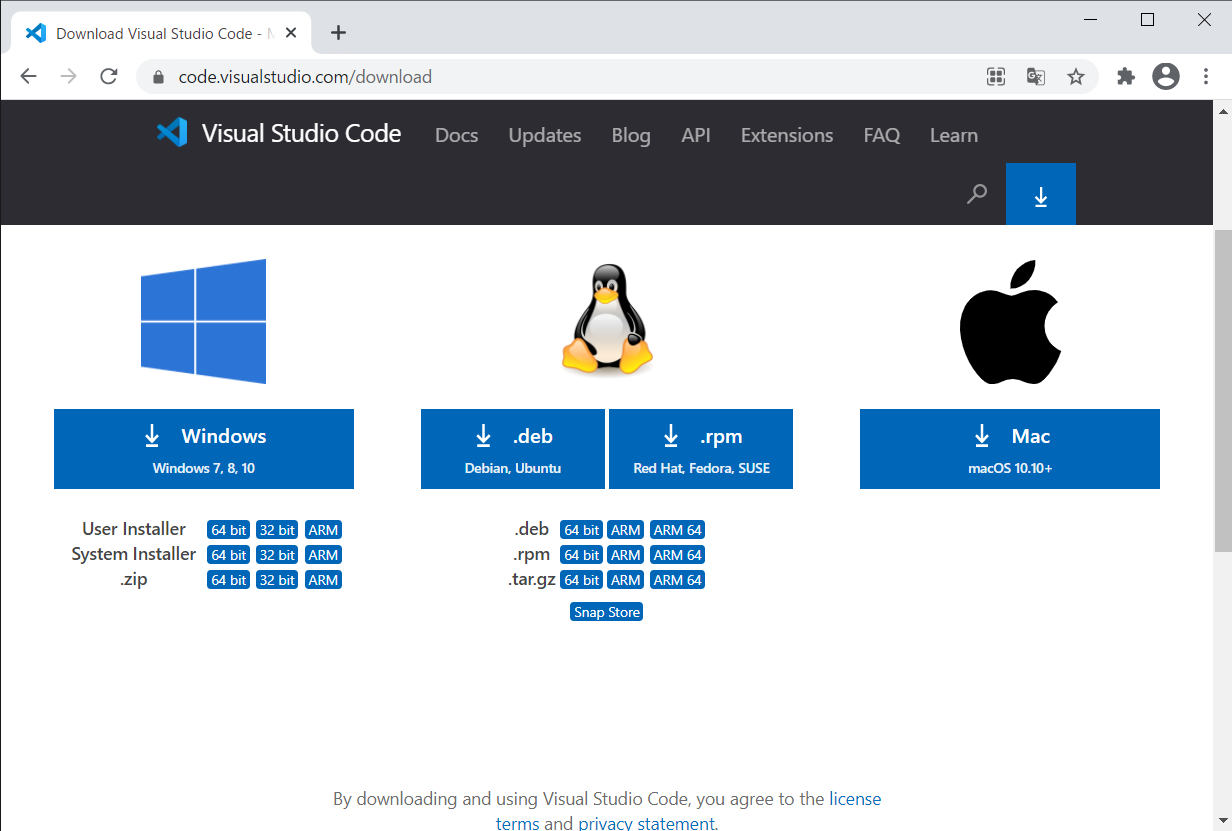 Download Visual Studio Code -
code.visualstudio.com/download
Visual Studio Code Docs Updates Blog API Extensions FAQ Learn
Windows
Windows 7, 8, 10
.deb
Debian, Ubuntu
.rpm
Red Hat, Fedora, SUSE
Mac
macOS 10.10+
User Installer 64 bit 32 bit ARM
System Installer 64 bit 32 bit ARM
.zip 64 bit 32 bit ARM
.deb 64 bit ARM ARM 64
.rpm 64 bit ARM ARM 64
.tar.gz 64 bit ARM ARM 64
Snap Store
By downloading and using Visual Studio Code, you agree to the license
terms and privacy statement.